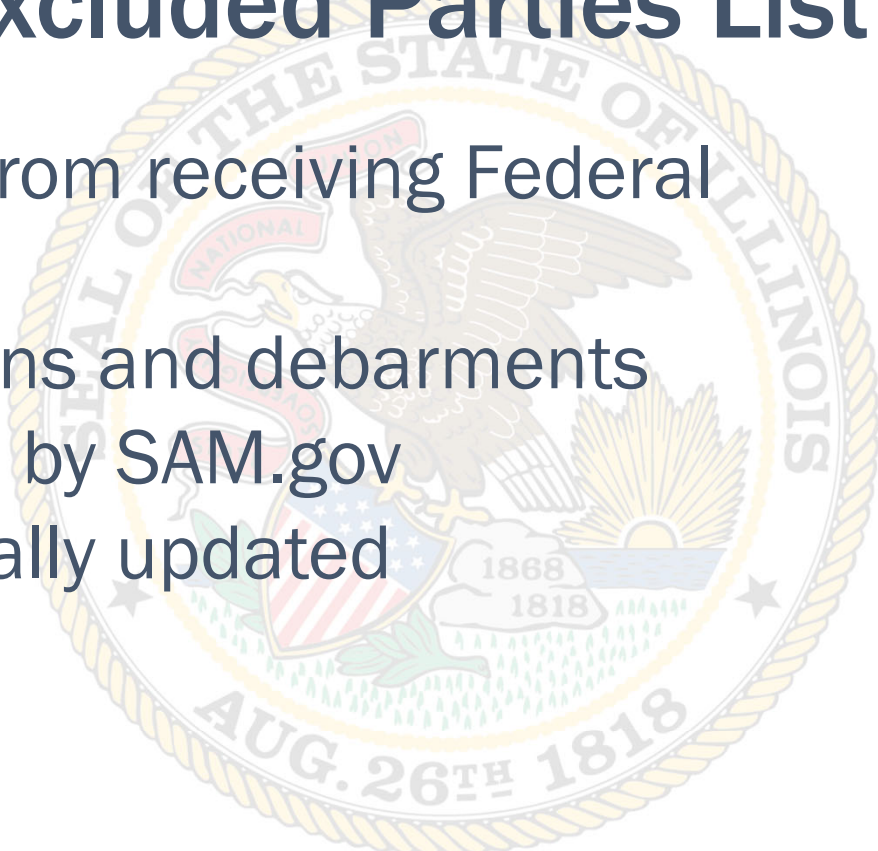 xcluded Parties List
rom receiving Federal
ns and debarments
by SAM.gov
ally updated
SEAL OF THE STATE OF ILLINOIS
NATIONAL
1868
1818
AUG. 26TH 1818